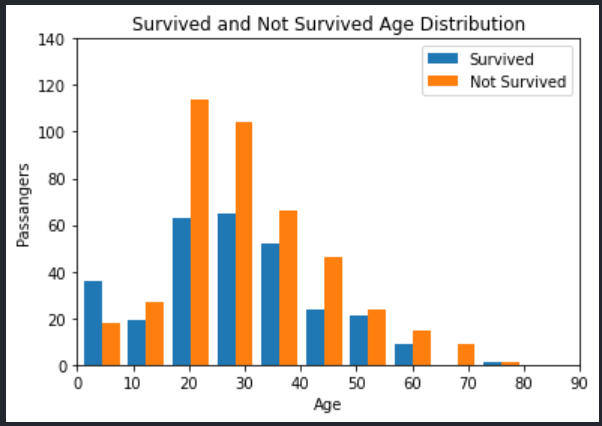 Survived and Not Survived Age Distribution
140
120
100
80
60
40
20
0
Passangers
Survived
Not Survived
0 10 20 30 40 50 60 70 80 90
Age